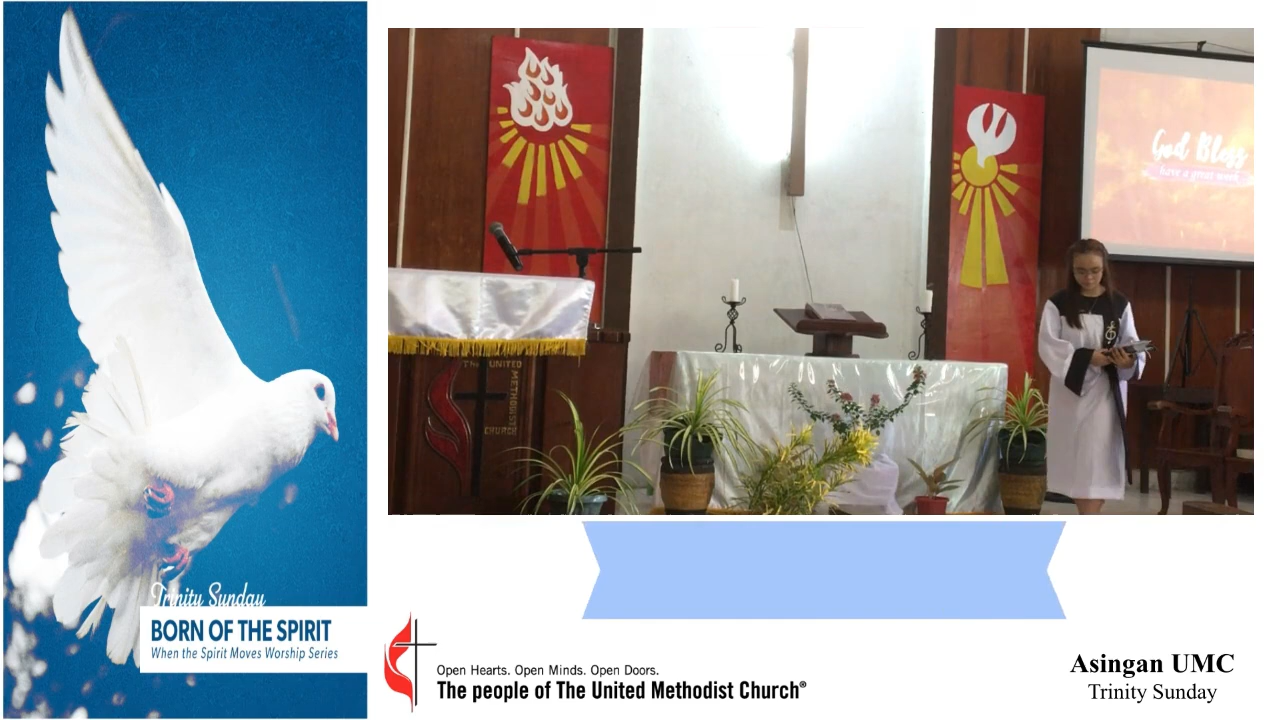 Trinity Sunday
BORN OF THE SPIRIT
When the Spirit Moves Worship Series
God Bless
have a great week
THE UNITED
METHODIST
CHURCH
Open Hearts. Open Minds. Open Doors.
The people of The United Methodist Church®
Asingan UMC
Trinity Sunday